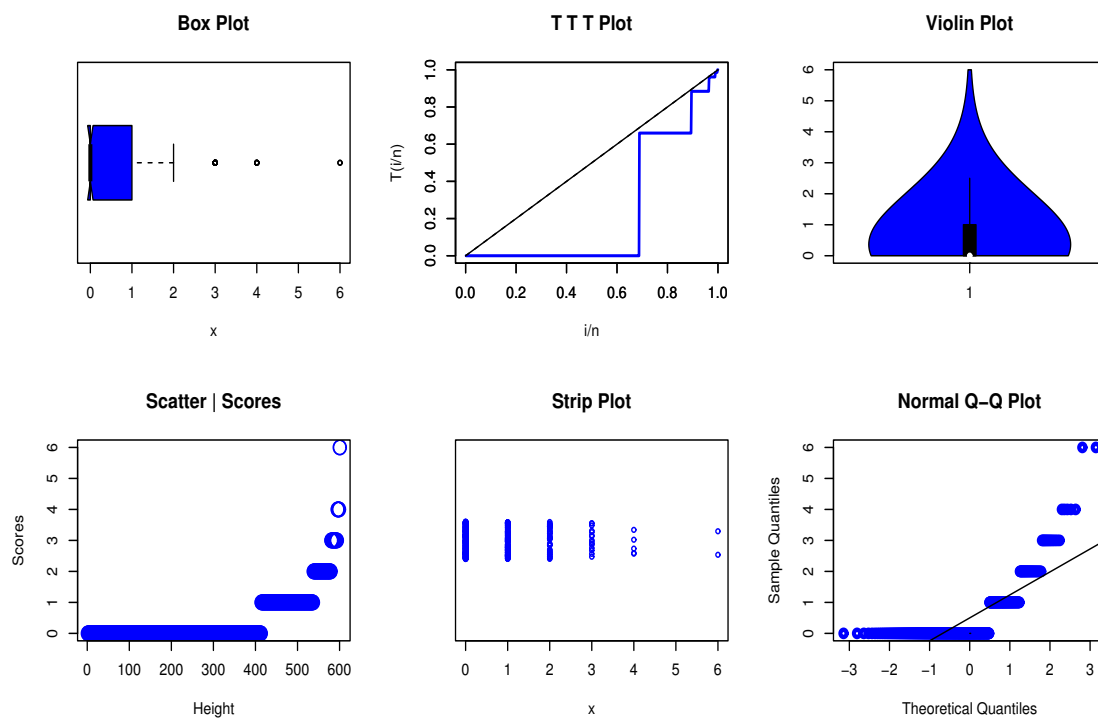 Box Plot
0 1 2 3 4 5 6
x
T T T Plot
T(i/n)
0.0 0.2 0.4 0.6 0.8 1.0
0.0 0.2 0.4 0.6 0.8 1.0
i/n
Violin Plot
0 1 2 3 4 5 6
1
Scatter | Scores
Scores
0 1 2 3 4 5 6
0 100 200 300 400 500 600
Height
Strip Plot
0 1 2 3 4 5 6
x
Normal Q−Q Plot
Sample Quantiles
0 1 2 3 4 5 6
−3 −2 −1 0 1 2 3
Theoretical Quantiles